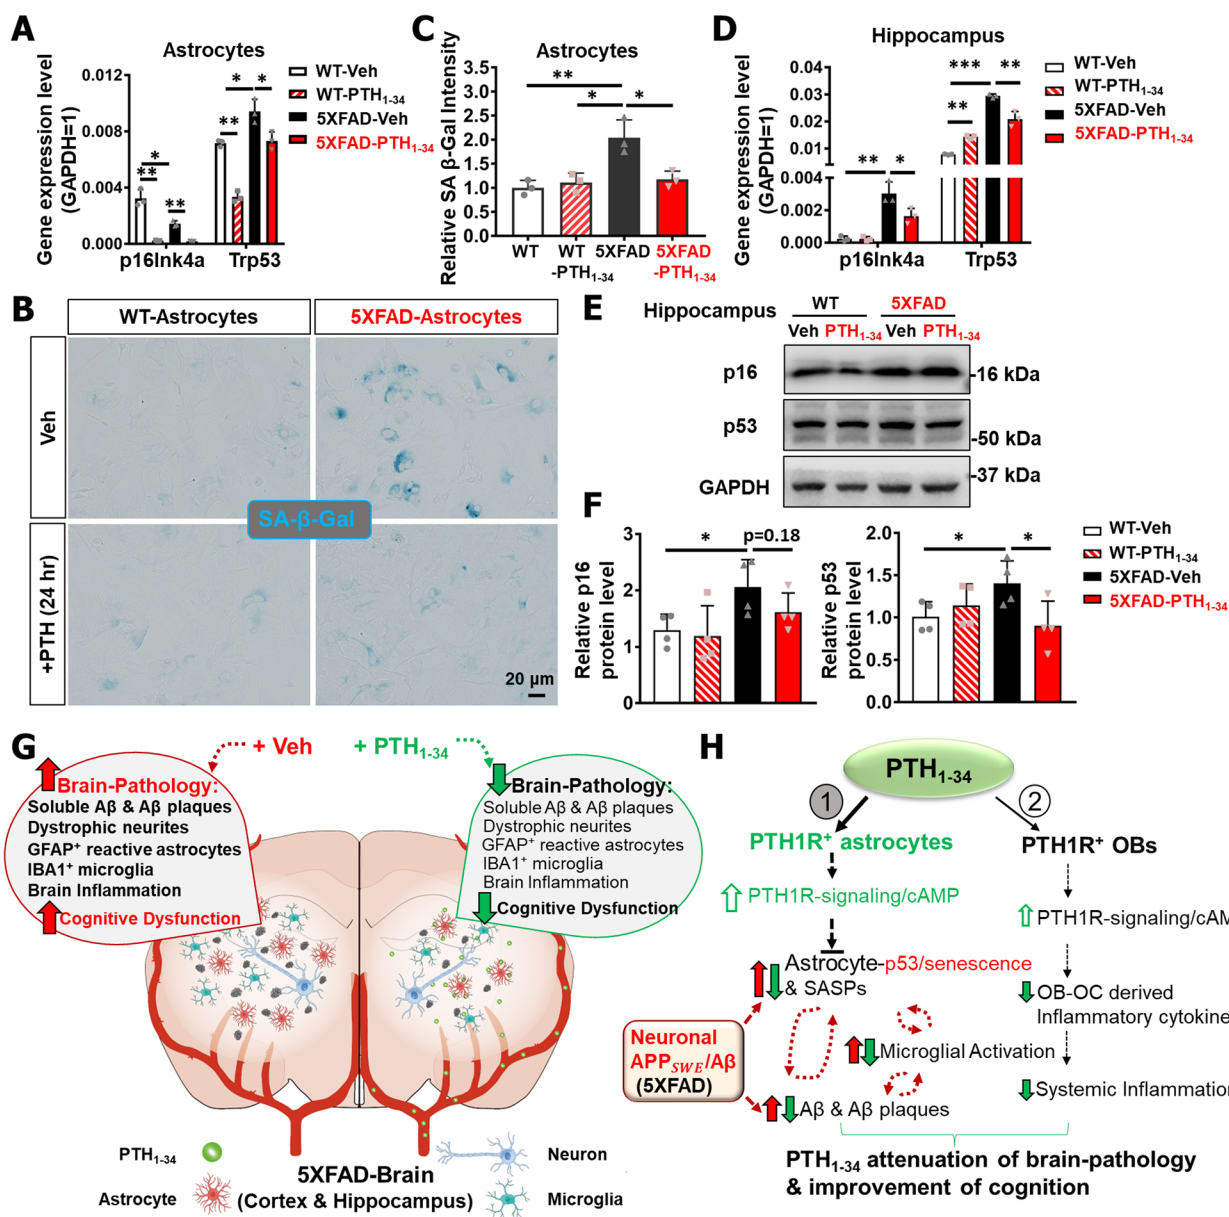 A
Astrocytes
Gene expression level
(GAPDH=1)
0.012
0.008
0.004
0.000
** * ** ** * *
p16Ink4a Trp53
WT-Veh
WT-PTH1-34
5XFAD-Veh
5XFAD-PTH1-34
C
Astrocytes
Relative SA β-Gal Intensity
3.5
3.0
2.5
2.0
1.5
1.0
0.5
0.0
**
* *
WT WT 5XFAD 5XFAD
-PTH1-34 -PTH1-34
D
Hippocampus
Gene expression level
(GAPDH=1)
0.04
0.03
0.02
0.01
0.004
0.002
0.000
** * ** *** **
p16Ink4a Trp53
WT-Veh
WT-PTH1-34
5XFAD-Veh
5XFAD-PTH1-34
B
WT-Astrocytes 5XFAD-Astrocytes
Veh
SA-β-Gal
+PTH (24 hr)
20 µm
E
Hippocampus
WT 5XFAD
Veh PTH1-34 Veh PTH1-34
p16 -16 kDa
p53 -50 kDa
GAPDH -37 kDa
F
Relative p16
protein level
3
2
1
0
* p=0.18
Relative p53
protein level
2.0
1.5
1.0
0.5
0.0
* *
WT-Veh
WT-PTH1-34
5XFAD-Veh
5XFAD-PTH1-34
G
+ Veh + PTH1-34
Brain-Pathology:
Soluble Aβ & Aβ plaques
Dystrophic neurites
GFAP+ reactive astrocytes
IBA1+ microglia
Brain Inflammation
Cognitive Dysfunction
Brain-Pathology:
Soluble Aβ & Aβ plaques
Dystrophic neurites
GFAP+ reactive astrocytes
IBA1+ microglia
Brain Inflammation
Cognitive Dysfunction
PTH1-34
Astrocyte
5XFAD-Brain
(Cortex & Hippocampus)
Neuron
Microglia
H
PTH1-34
1 2
PTH1R+ astrocytes
PTH1R-signaling/cAMP
Astrocyte-p53/senescence
& SASPs
Microglial Activation
Aβ & Aβ plaques
Neuronal
APPSWE/Aβ
(5XFAD)
PTH1R+ OBs
PTH1R-signaling/cAM
OB-OC derived
Inflammatory cytokine
Systemic Inflammation
PTH1-34 attenuation of brain-pathology
& improvement of cognition